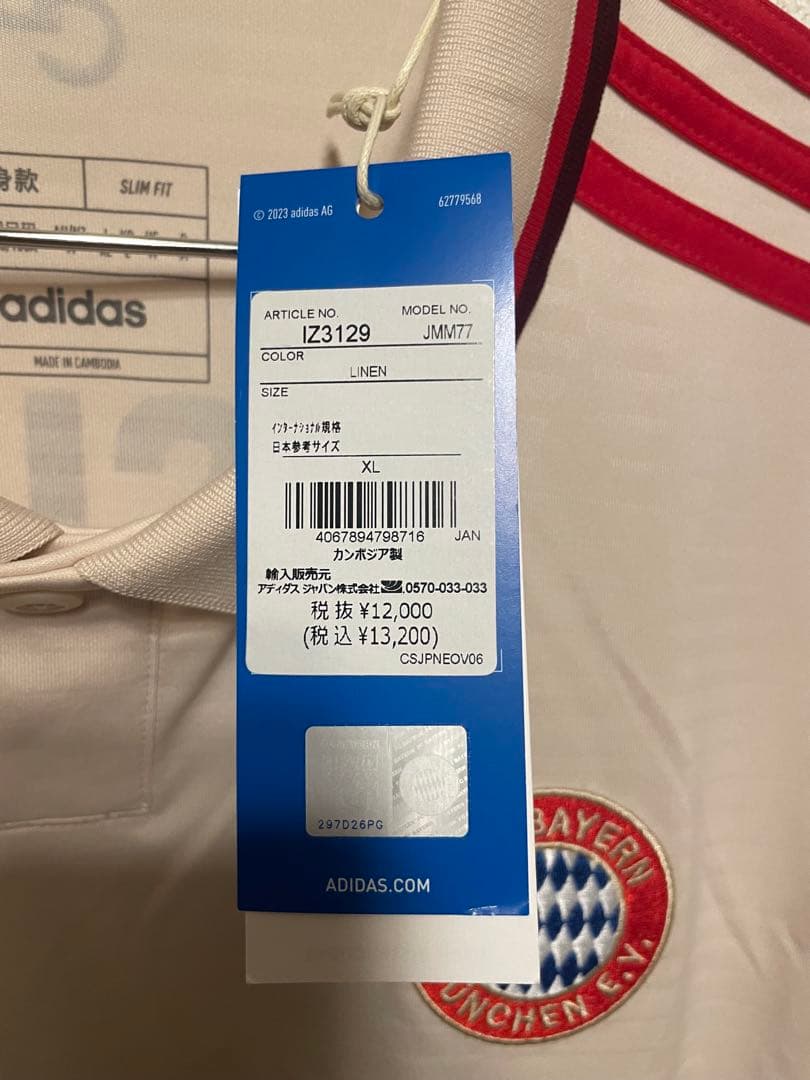 身款
SLIM FIT
adidas
MADE IN CAMBODIA
© 2023 adidas AG
62779568
ARTICLE NO.
MODEL NO.
IZ3129
JMM77
COLOR
LINEN
SIZE
ｲﾝﾀｰﾅｼｮﾅﾙ規格
日本参考サイズ
XL
4067894798716
JAN
カンボジア製
輸入販売元
アディダス ジャパン株式会社 0570-033-033
税抜 ¥12,000
(税込 ¥13,200)
CSJPNEOV06
297D26PG
ADIDAS.COM
BAYERN
MÜNCHEN E.V.